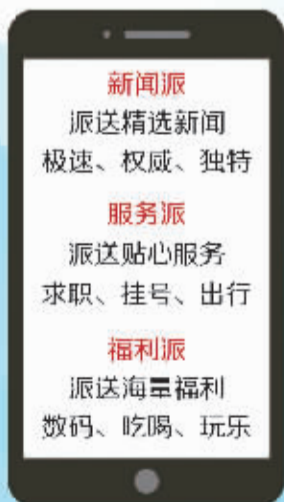 新闻派
派送精选新闻
极速、权威、独特
服务派
派送贴心服务
求职、挂号、出行
福利派
派送海量福利
数码、吃喝、玩乐